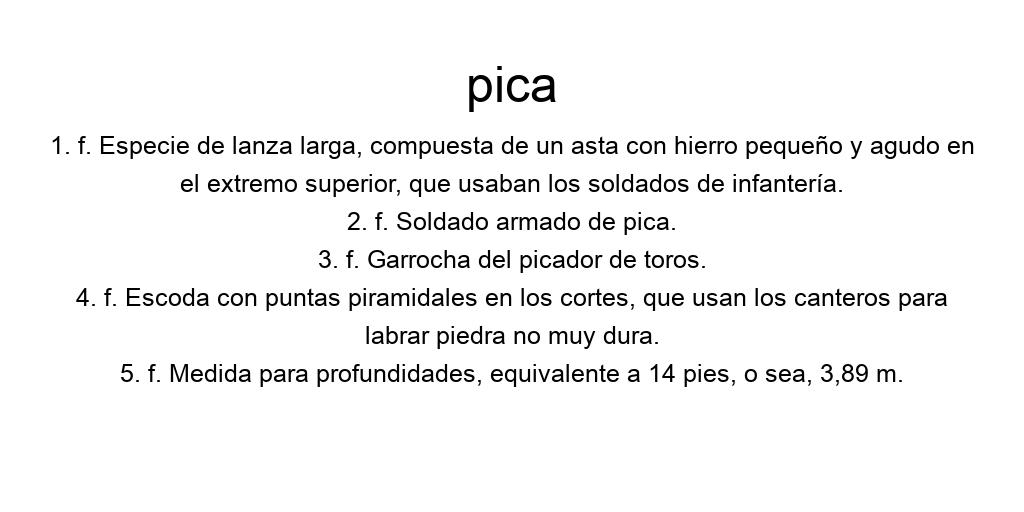 pica
1. f. Especie de lanza larga, compuesta de un asta con hierro pequeño y agudo en
el extremo superior, que usaban los soldados de infantería.
2. f. Soldado armado de pica.
3. f. Garrocha del picador de toros.
4. f. Escoda con puntas piramidales en los cortes, que usan los canteros para
labrar piedra no muy dura.
5. f. Medida para profundidades, equivalente a 14 pies, o sea, 3,89 m.